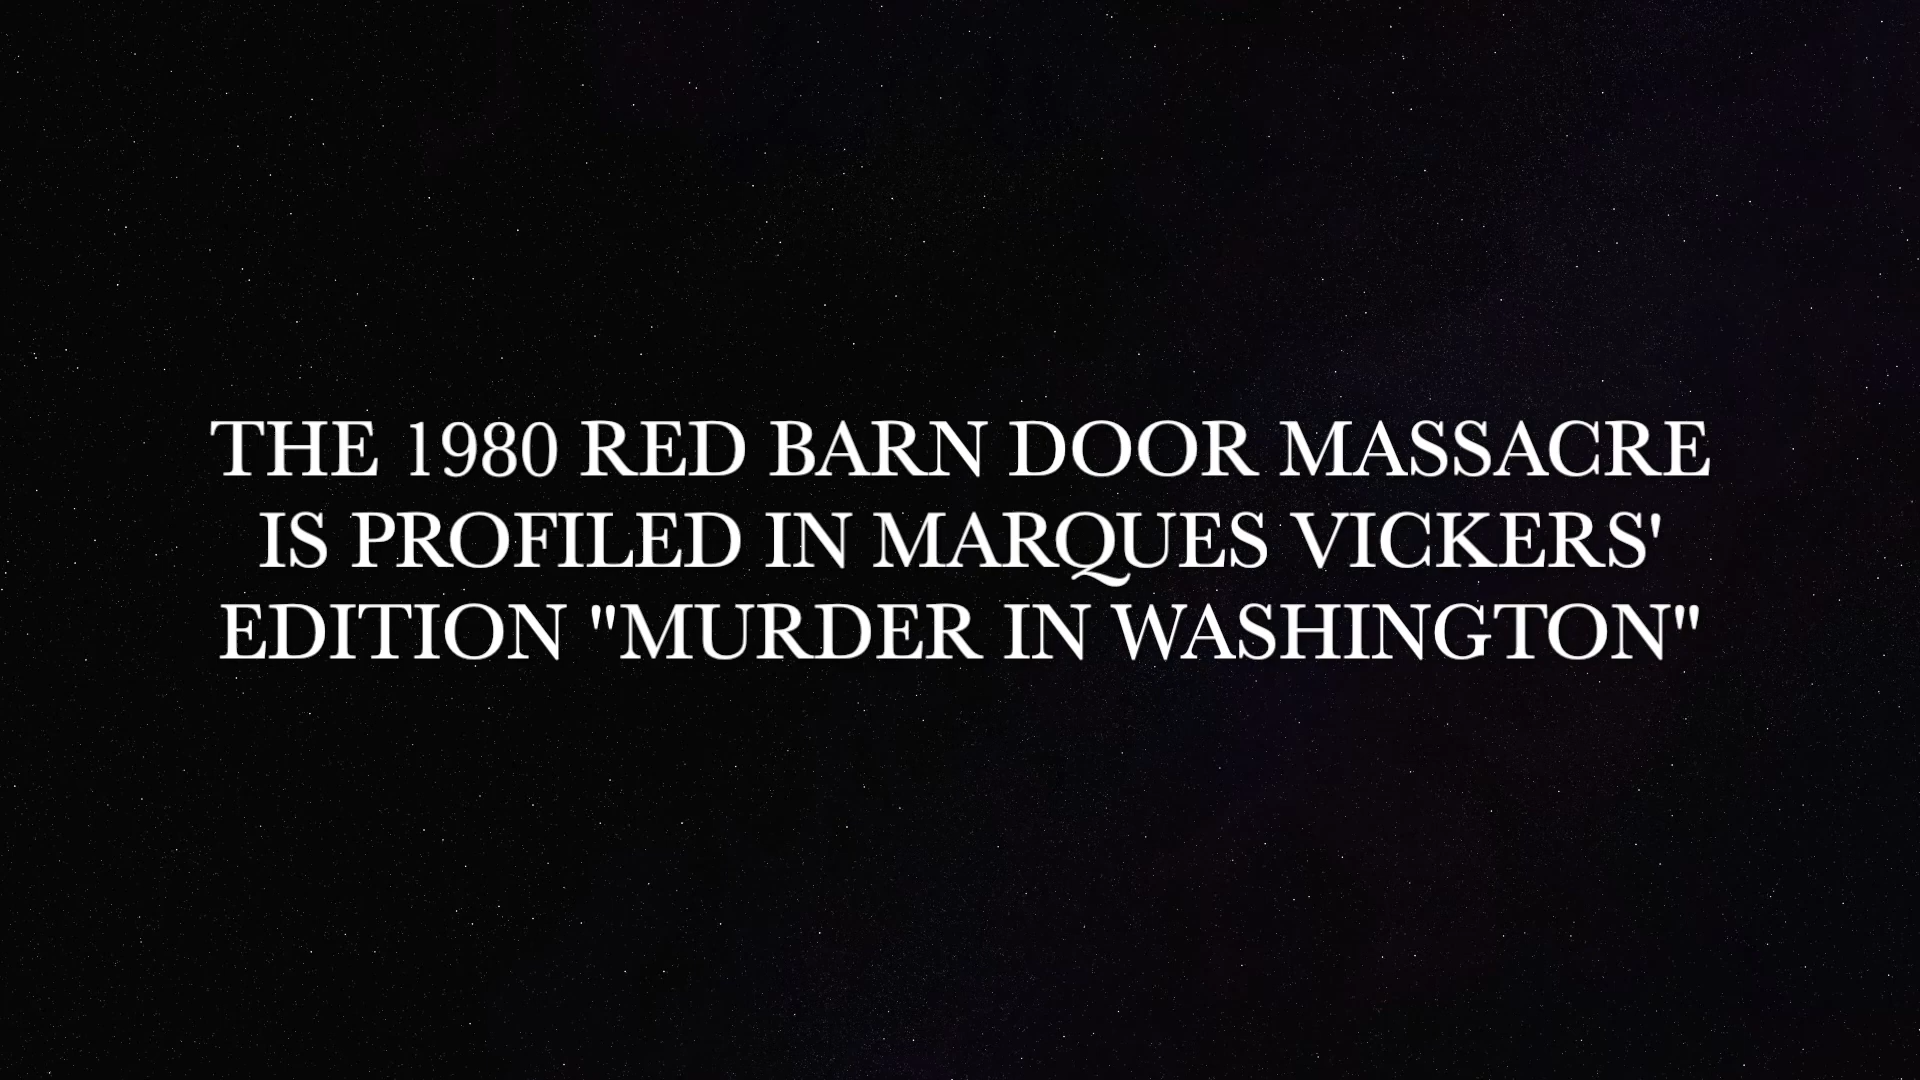 THE 1980 RED BARN DOOR MASSACRE
IS PROFILED IN MARQUES VICKERS'
EDITION "MURDER IN WASHINGTON"